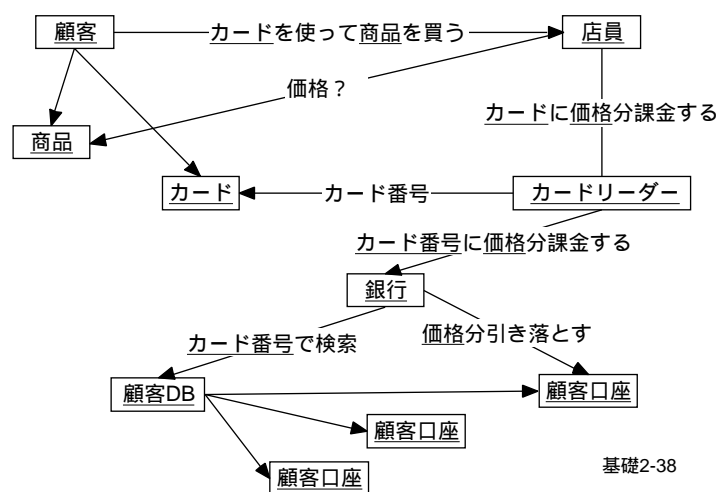 顧客
カードを使って商品を買う
店員
価格？
カードに価格分課金する
商品
カード
カード番号
カードリーダー
カード番号に価格分課金する
銀行
カード番号で検索
価格分引き落とす
顧客DB
顧客口座
顧客口座
顧客口座
基礎2-38